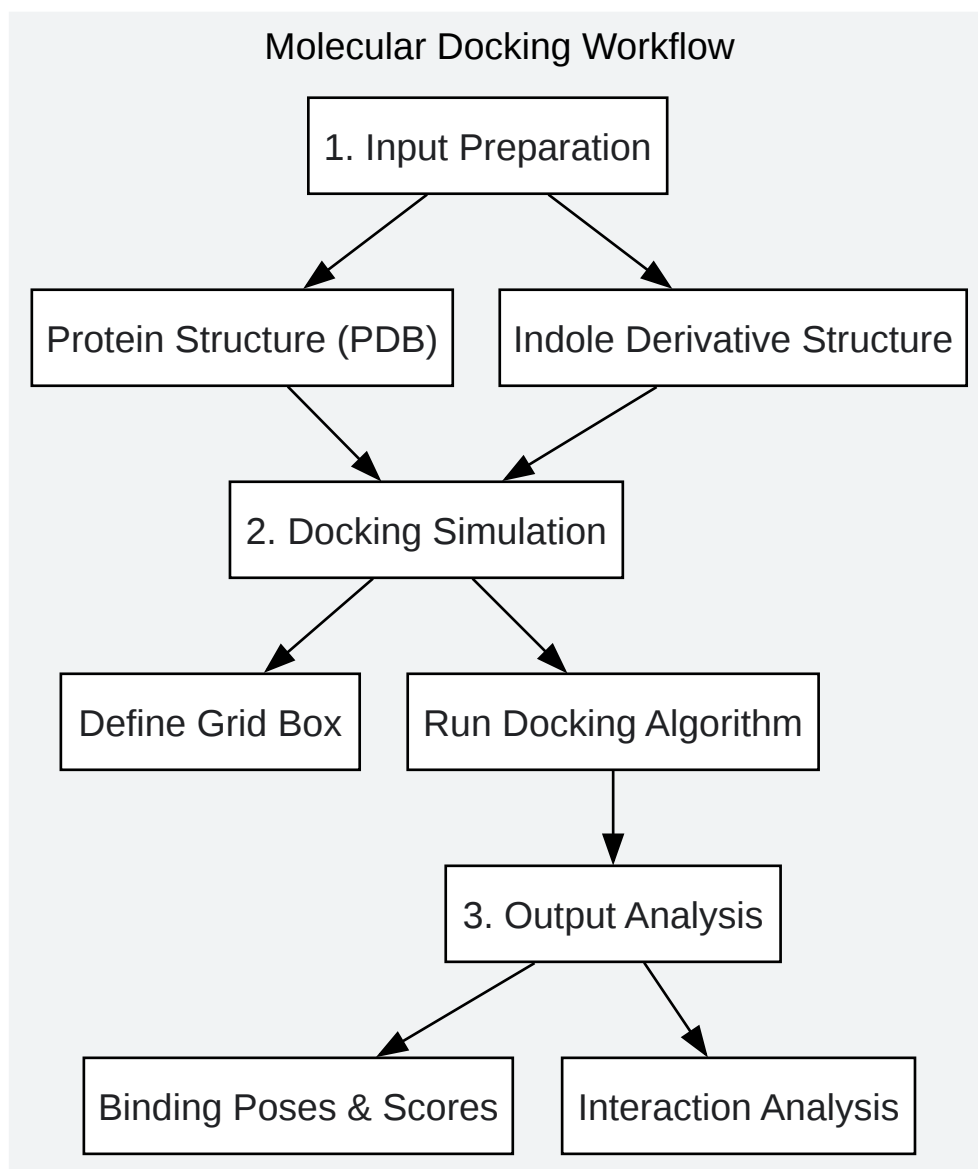 Molecular Docking Workflow
1. Input Preparation
Protein Structure (PDB)
Indole Derivative Structure
2. Docking Simulation
Define Grid Box
Run Docking Algorithm
3. Output Analysis
Binding Poses & Scores
Interaction Analysis